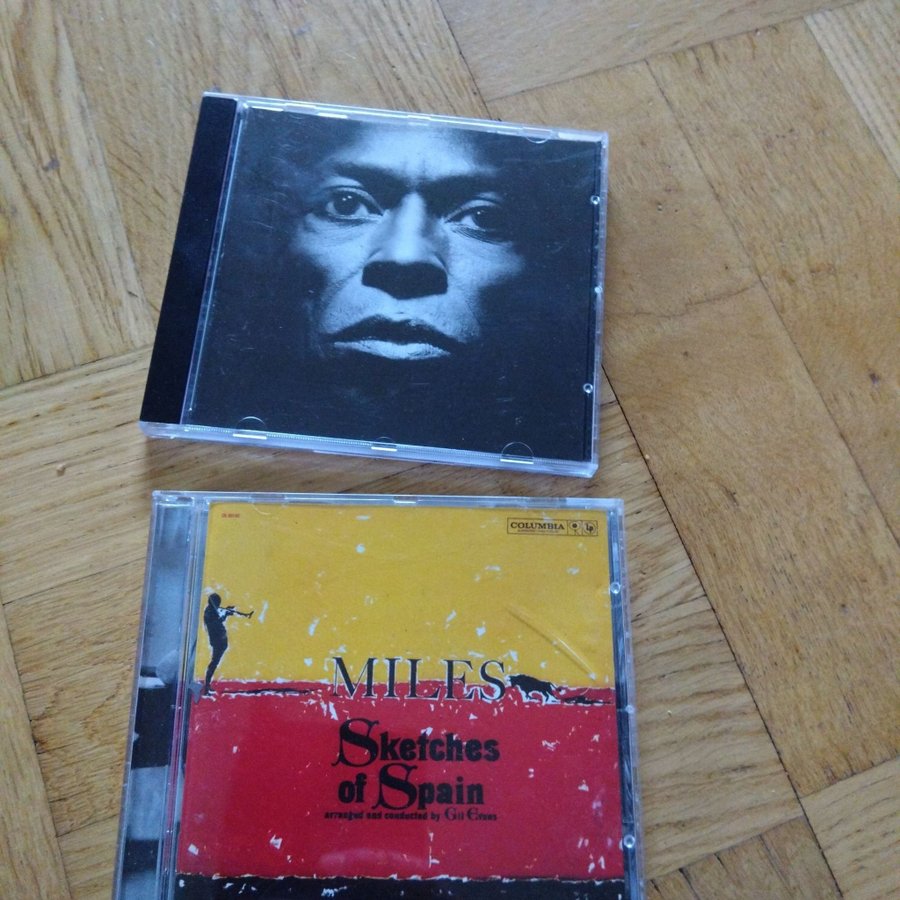 COLUMBIA
MILES
Sketches
of Spain
arranged and conducted by Gil Evans